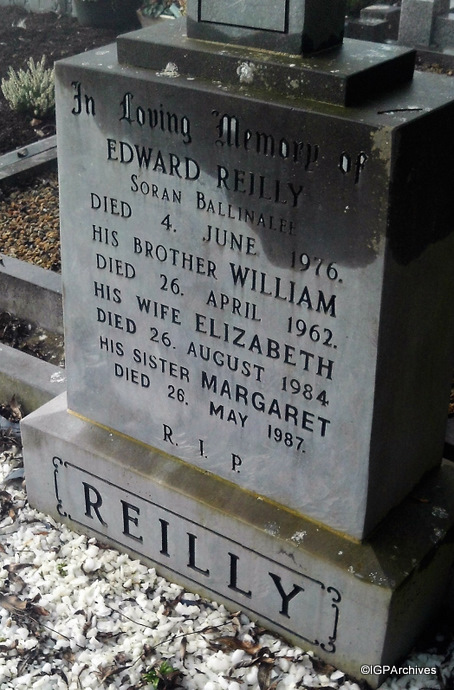 In Loving Memory of
EDWARD REILLY
SORAN BALLINALEE
DIED 4. JUNE 1976.
HIS BROTHER WILLIAM
DIED 26. APRIL 1962.
HIS WIFE ELIZABETH
DIED 26. AUGUST 1984
HIS SISTER MARGARET
DIED 26. MAY 1987.
R. I. P.
REILLY
©IGPArchives